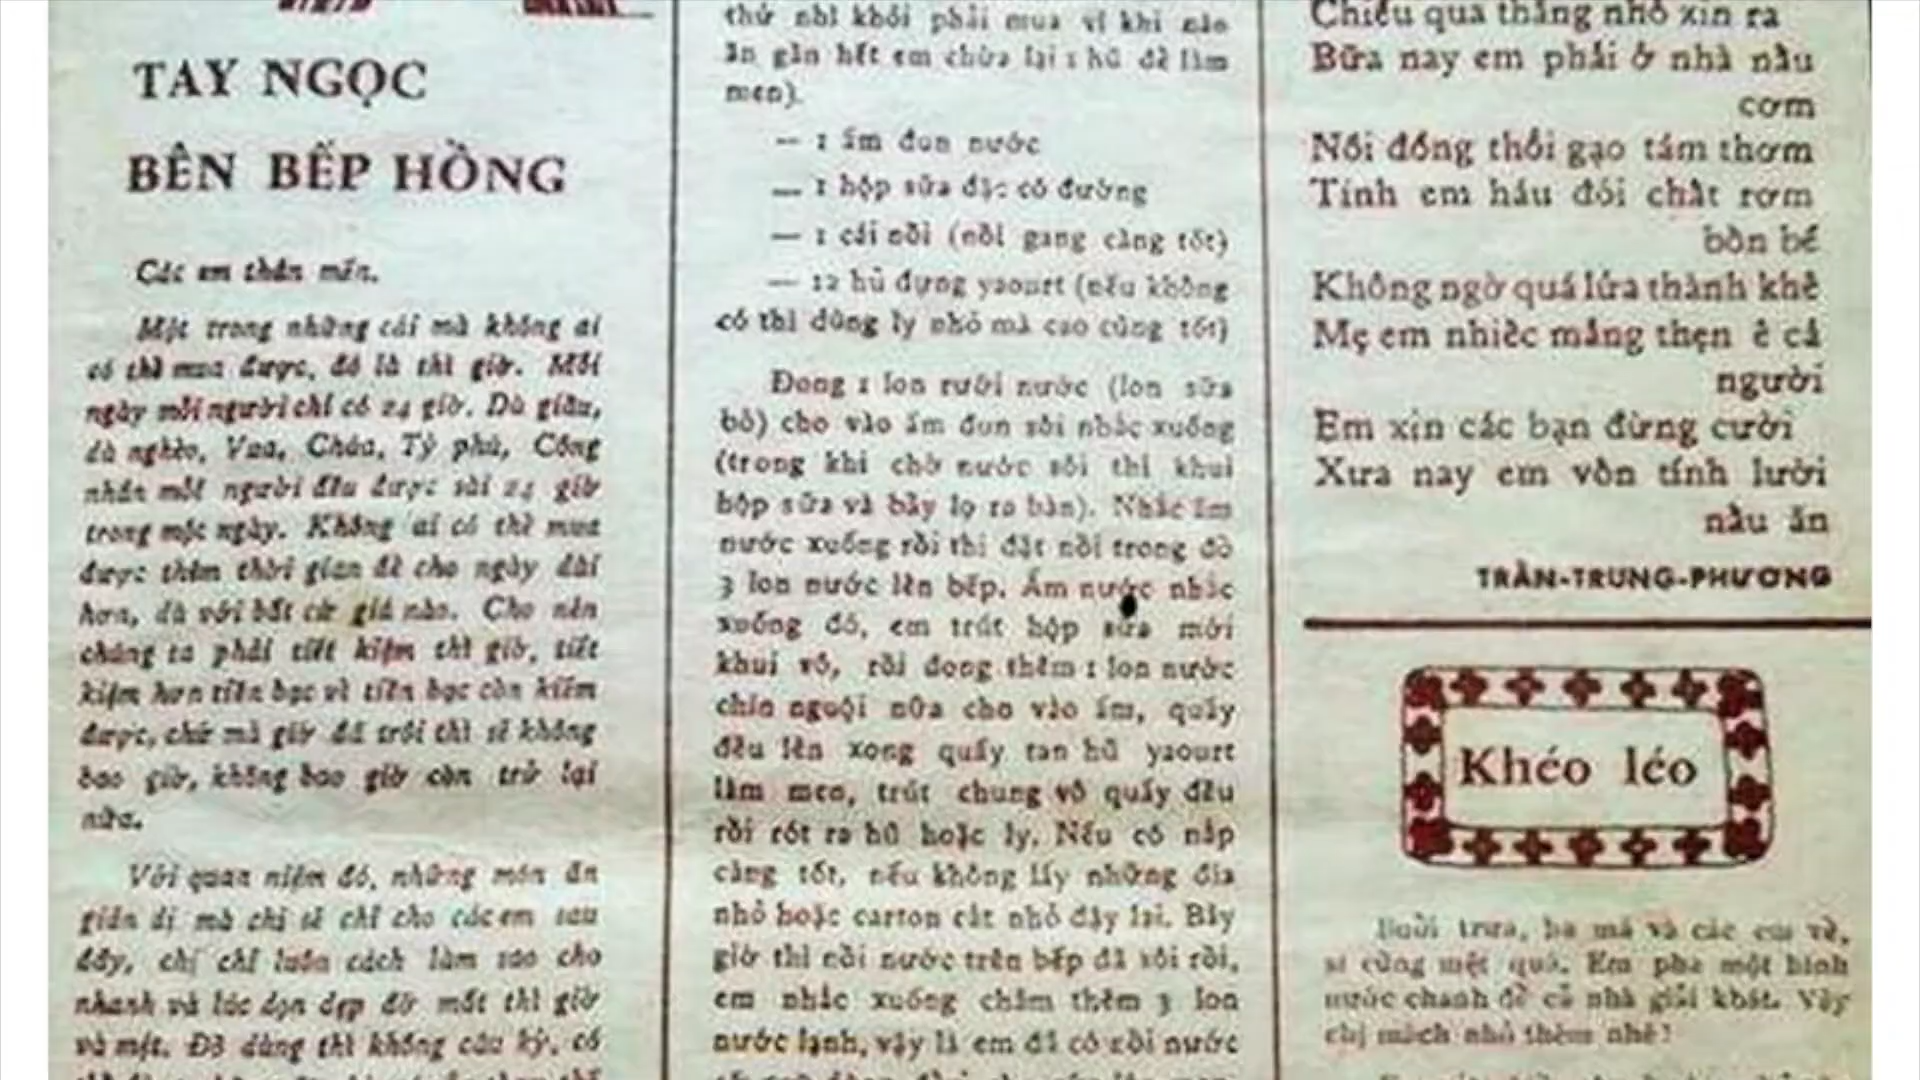 TAY NGỌC
BÊN BẾP HỒNG
Các em thân mến.
Một trong những cái mà không ai
có thể mua được, đó là thì giờ. Mỗi
ngày mỗi người chỉ có 24 giờ. Dù giầu,
dù nghèo, Vua, Chúa, Tỷ phú, Công
nhân mỗi người đều được sài 24 giờ
trong một ngày. Không ai có thể mua
được thêm thời gian để cho ngày dài
hơn, dù với bất cứ giá nào. Cho nên
chúng ta phải tiết kiệm thì giờ, tiết
kiệm hơn tiền bạc vì tiền bạc còn kiếm
được, chứ mà giờ đã trôi thì sẽ không
bao giờ, không bao giờ còn trở lại
nữa.
Với quan niệm đó, những món ăn
giản dị mà chị sẽ chỉ cho các em sau
đây, chị chỉ luôn cách làm sao cho
nhanh và lúc dọn dẹp đỡ mất thì giờ
và mệt. Đồ dùng thì không cầu kỳ, có
thứ nhì khỏi phải mua vì khi nào
ăn gần hết em chừa lại 1 hũ để làm
men).
— 1 ấm đun nước
— 1 hộp sữa đặc có đường
— 1 cái nồi (nồi gang càng tốt)
— 12 hủ đựng yaourt (nếu không
có thì dùng ly nhỏ mà cao cũng tốt)
Đong 1 lon rưỡi nước (lon sữa
bò) cho vào ấm đun sôi nhắc xuống
(trong khi chờ nước sôi thì khui
hộp sữa và bầy lọ ra bàn). Nhắc ấm
nước xuống rồi thì đặt nồi trong đó
3 lon nước lên bếp. Ấm nước nhắc
xuống đó, em trút hộp sữa mới
khui vô, rồi đong thêm 1 lon nước
chín nguội nữa cho vào ấm, quấy
đều lên xong quấy tan hũ yaourt
làm men, trút chung vô quấy đều
rồi rót ra hũ hoặc ly. Nếu có nắp
càng tốt, nếu không lấy những đĩa
nhỏ hoặc carton cắt nhỏ đậy lại. Bây
giờ thì nồi nước trên bếp đã sôi rồi,
em nhắc xuống châm thêm 3 lon
nước lạnh, vậy là em đã có nồi nước
Chiều qua thằng nhỏ xin ra
Bữa nay em phải ở nhà nấu
cơm
Nồi đồng thổi gạo tám thơm
Tính em háu đói chất rơm
bồn bề
Không ngờ quá lửa thành khê
Mẹ em nhiếc mắng thẹn ê cả
người
Em xin các bạn đừng cười
Xưa nay em vốn tính lười
nấu ăn
TRẦN-TRUNG-PHƯƠNG
Khéo léo
Buổi trưa, ba má và các em về,
ai cũng mệt quá. Em pha một bình
nước chanh để cả nhà giải khát. Vậy
chị mách nhỏ thêm nhé!